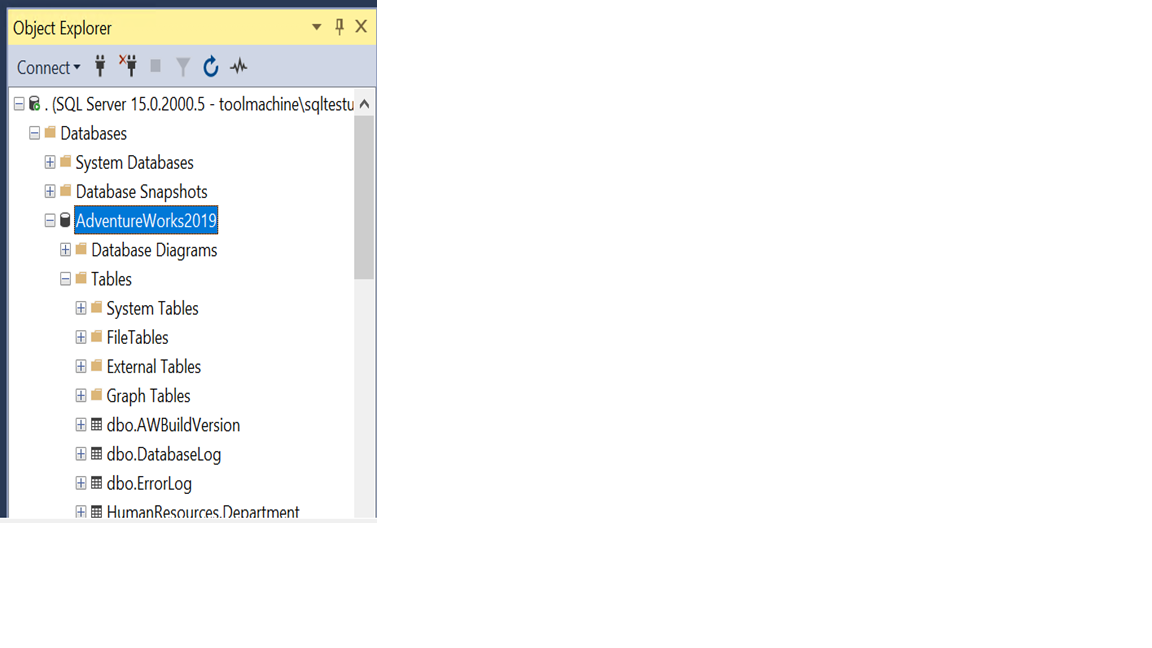 Object Explorer
Connect
. (SQL Server 15.0.2000.5 - toolmachine\sqltestu
Databases
System Databases
Database Snapshots
AdventureWorks2019
Database Diagrams
Tables
System Tables
FileTables
External Tables
Graph Tables
dbo.AWBuildVersion
dbo.DatabaseLog
dbo.ErrorLog
HumanResources.Department